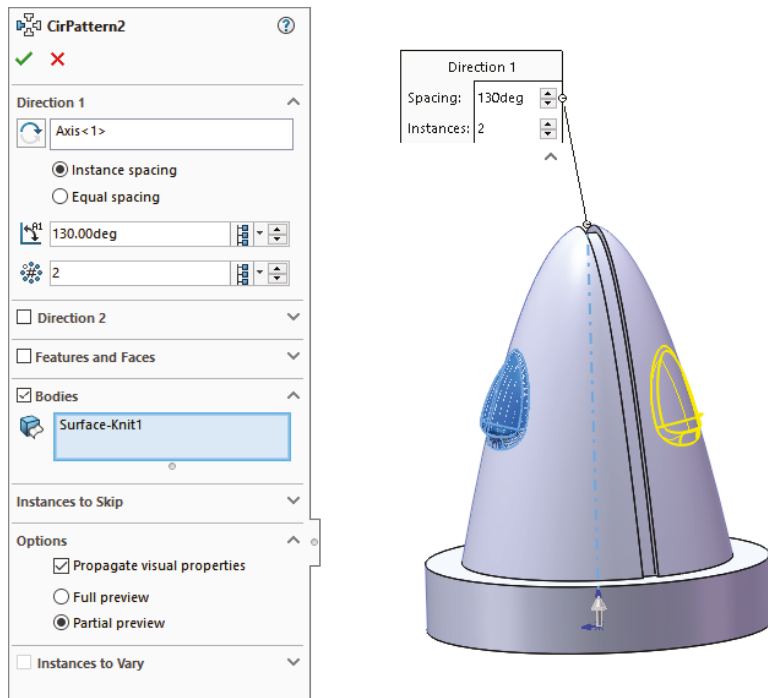 CirPattern2
?
Direction 1
Axis<1>
Instance spacing
Equal spacing
A1
130.00deg
#
2
Direction 2
Features and Faces
Bodies
Surface-Knit1
Instances to Skip
Options
Propagate visual properties
Full preview
Partial preview
Instances to Vary
Direction 1
Spacing: 130deg
Instances: 2